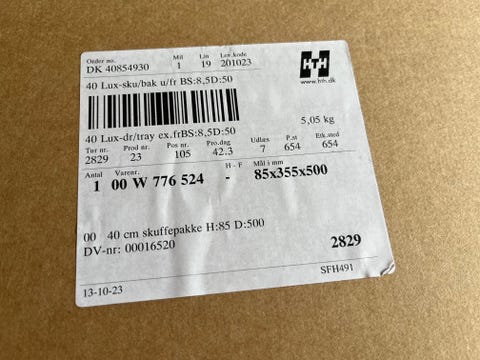 Order no. Mil Lin Lev.kode
DK 40854930 1 19 201023
HTH
www.hth.dk
40 Lux-sku/bak u/fr BS:8,5D:50
5,05 kg
40 Lux-dr/tray ex.frBS:8,5D:50
Tur nr. Prod nr. Pos nr. Pro.dag Udlæs. P.st Etk.sted
2829 23 105 42.3 7 654 654
Antal Varenr. H - F Mål i mm
1 00 W 776 524 - 85x355x500
00 40 cm skuffepakke H:85 D:500
DV-nr: 00016520
2829
SFH491
13-10-23